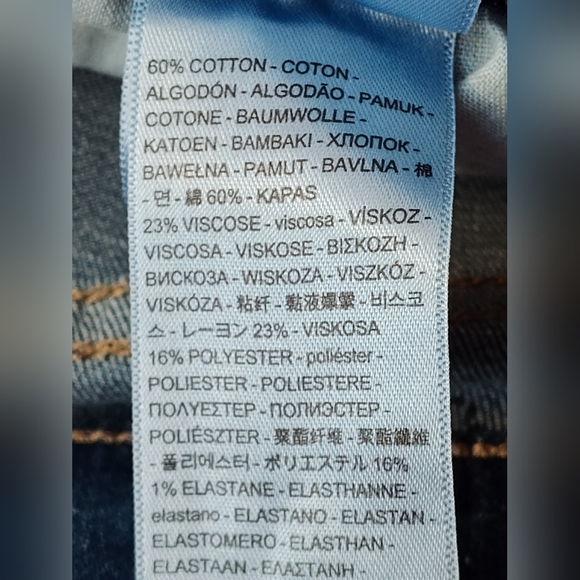 60% COTTON - COTON -
ALGODÓN - ALGODÃO - PAMUK -
COTONE - BAUMWOLLE -
KATOEN - BAMBAKI - ХЛОПОК -
BAWEŁNA - PAMUT - BAVLNA - 棉
- 면 - 綿 60% - KAPAS
23% VISCOSE - viscosa - VİSKOZ -
VISCOSA - VISKOSE - ΒΙΣΚΟΖΗ -
ВИСКОЗА - WISKOZA - VISZKÓZ -
VISKÓZA - 粘纤 - 黏液嫘縈 - 비스코
스 - レーヨン 23% - VISKOSA
16% POLYESTER - poliéster -
POLIESTER - POLIESTERE -
ΠΟΛΥΕΣΤΕΡ - ПОЛИЭСТЕР -
POLIÉSZTER - 聚酯纤维 - 聚酯纖維
- 폴리에스터 - ポリエステル 16%
1% ELASTANE - ELASTHANNE -
elastano - ELASTANO - ELASTAN -
ELASTOMERO - ELASTHAN -
ELASTAAN - ΕΛΑΣΤΑΝΗ -